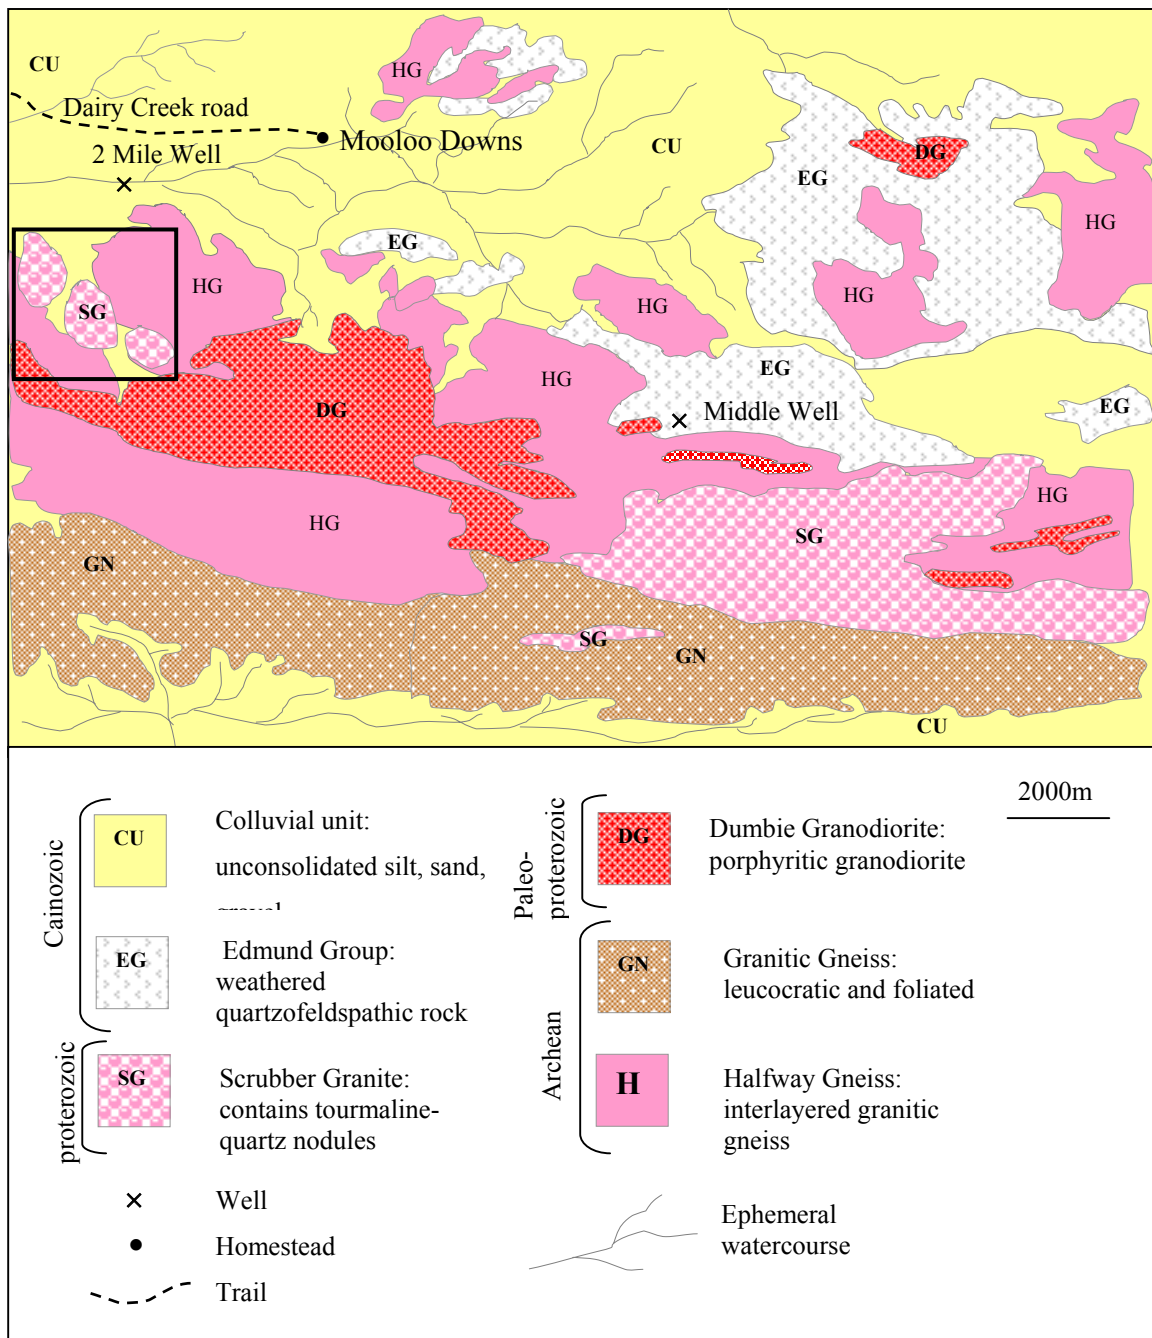 CU
HG
Dairy Creek road
Mooloo Downs
2 Mile Well
CU
DG
EG
HG
EG
SG
HG
HG
HG
EG
HG
DG
Middle Well
EG
HG
SG
HG
GN
SG
GN
CU
Cainozoic
CU
Colluvial unit:
unconsolidated silt, sand,
EG
Edmund Group:
weathered
quartzofeldspathic rock
proterozoic
SG
Scrubber Granite:
contains tourmaline-
quartz nodules
Well
Homestead
Trail
2000m
Paleo-
proterozoic
DG
Dumbie Granodiorite:
porphyritic granodiorite
Archean
GN
Granitic Gneiss:
leucocratic and foliated
H
Halfway Gneiss:
interlayered granitic
gneiss
Ephemeral
watercourse